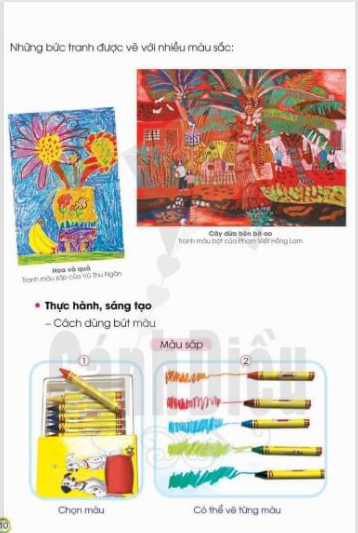 Những bức tranh được vẽ với nhiều màu sắc:
Cây dừa bên bờ ao
Tranh màu bột của Phạm Viết Hồng Lam
Hoa và quả
Tranh màu sáp của Vũ Thu Ngân
Thực hành, sáng tạo
– Cách dùng bút màu
Màu sáp
1
2
Cánh Diều
Chọn màu
Có thể vẽ từng màu
10